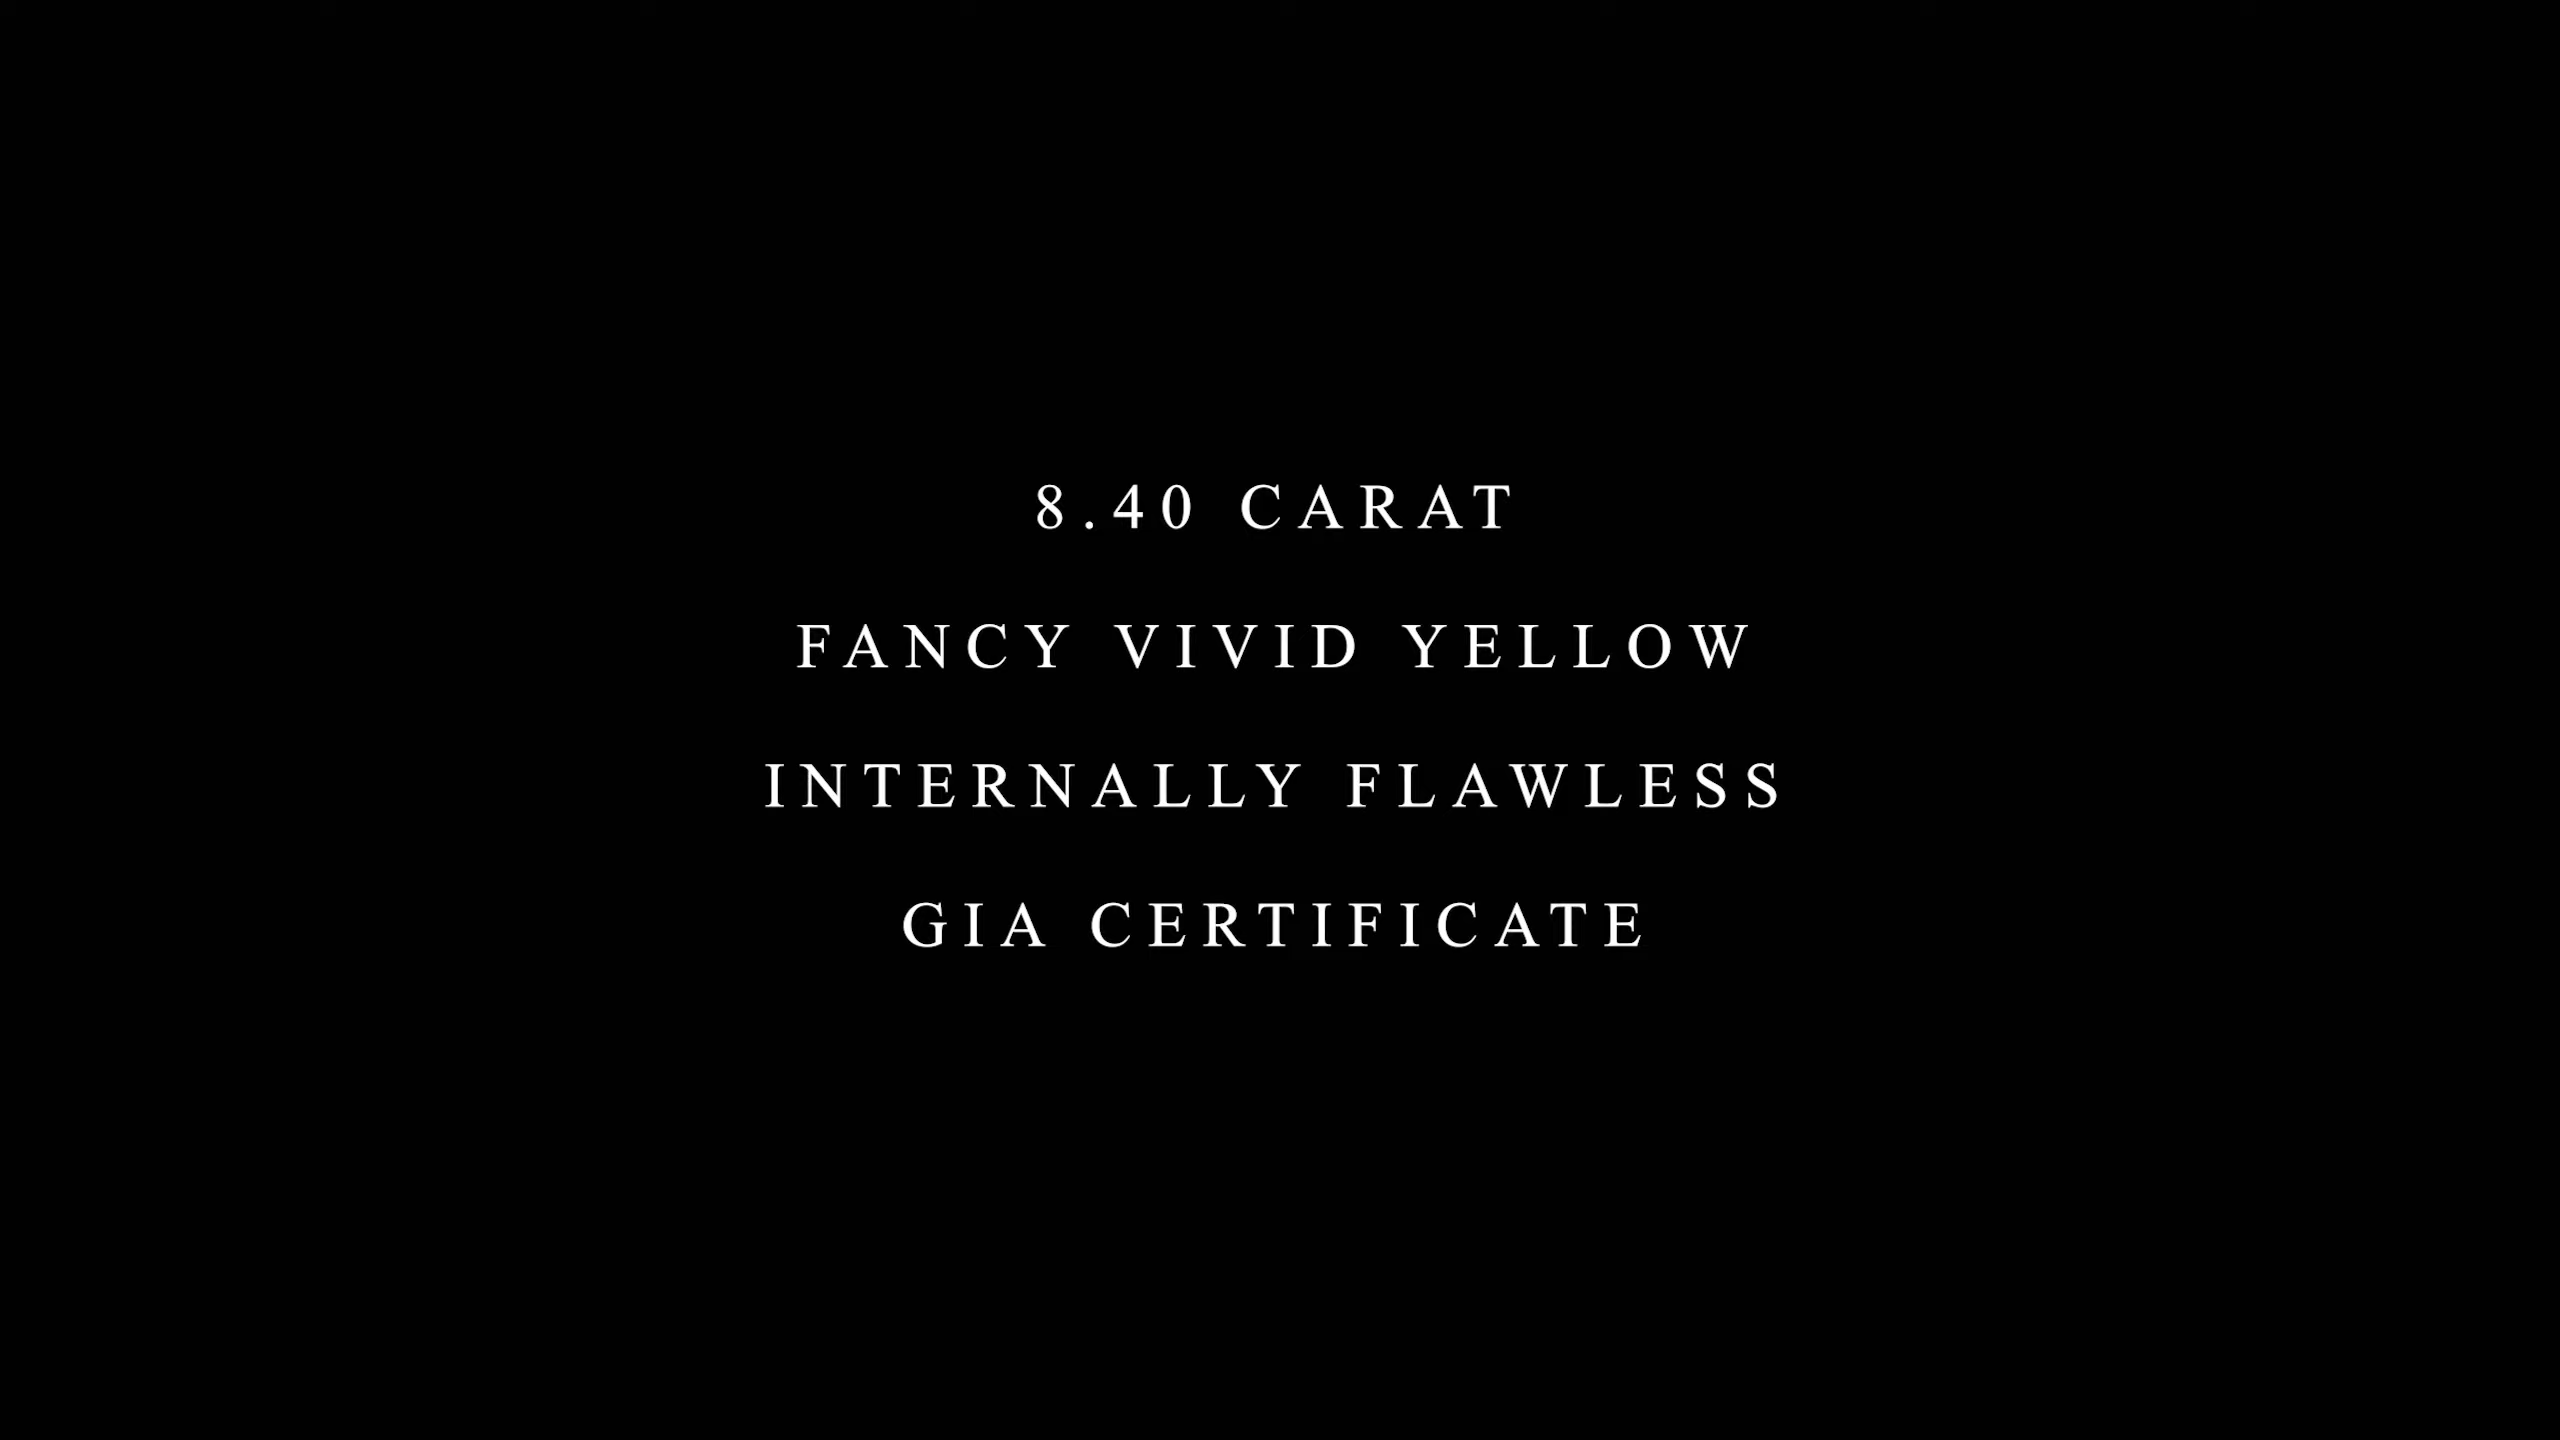 8.40 CARAT
FANCY VIVID YELLOW
INTERNALLY FLAWLESS
GIA CERTIFICATE